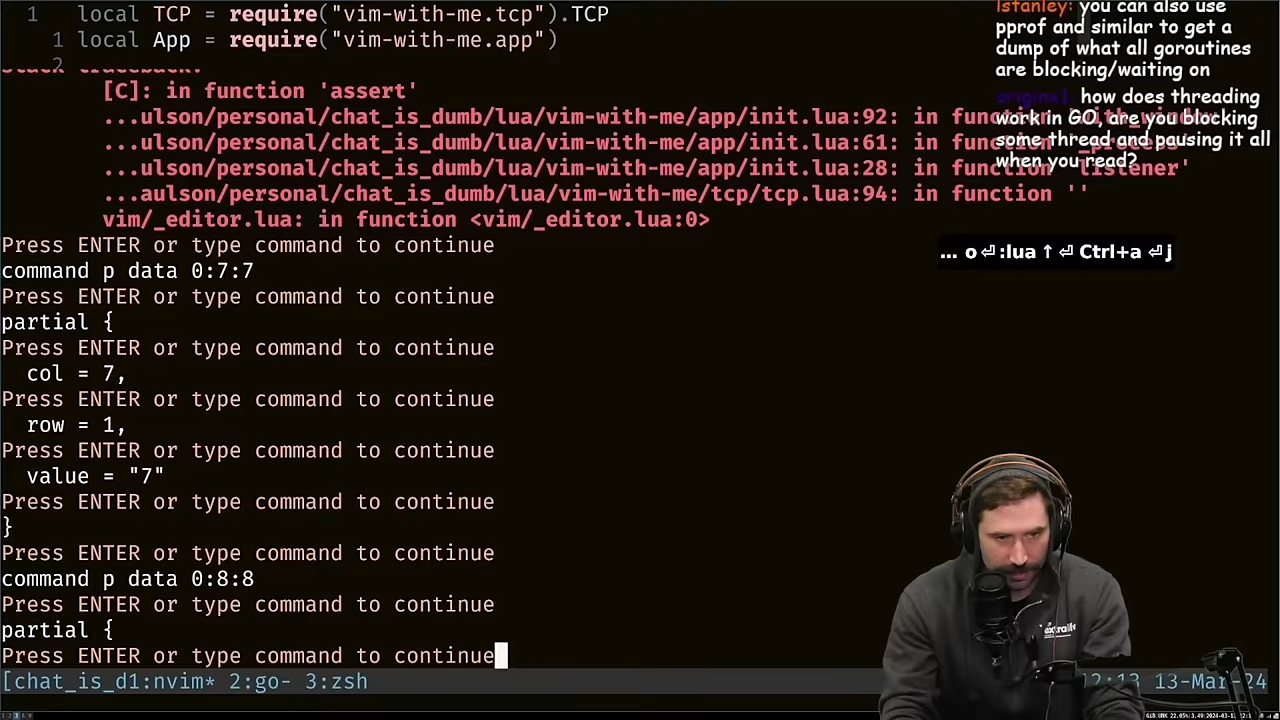 1 local TCP = require("vim-with-me.tcp").TCP
1 local App = require("vim-with-me.app")
2
stack traceback:
[C]: in function 'assert'
...ulson/personal/chat_is_dumb/lua/vim-with-me/app/init.lua:92: in func
...ulson/personal/chat_is_dumb/lua/vim-with-me/app/init.lua:61: in func
...ulson/personal/chat_is_dumb/lua/vim-with-me/app/init.lua:28: in function 'listener'
...aulson/personal/chat_is_dumb/lua/vim-with-me/tcp/tcp.lua:94: in function ''
vim/_editor.lua: in function <vim/_editor.lua:0>
Press ENTER or type command to continue
command p data 0:7:7
Press ENTER or type command to continue
partial {
Press ENTER or type command to continue
col = 7,
Press ENTER or type command to continue
row = 1,
Press ENTER or type command to continue
value = "7"
Press ENTER or type command to continue
}
Press ENTER or type command to continue
command p data 0:8:8
Press ENTER or type command to continue
partial {
Press ENTER or type command to continue
[chat_is_d1:nvim* 2:go- 3:zsh
2:13 13-Mar-24
lstanley: you can also use
pprof and similar to get a
dump of what all goroutines
are blocking/waiting on
how does threading
work in GO, are you blocking
some thread and pausing it all
when you read?
... o⏎:lua↑⏎ Ctrl+a ⏎j